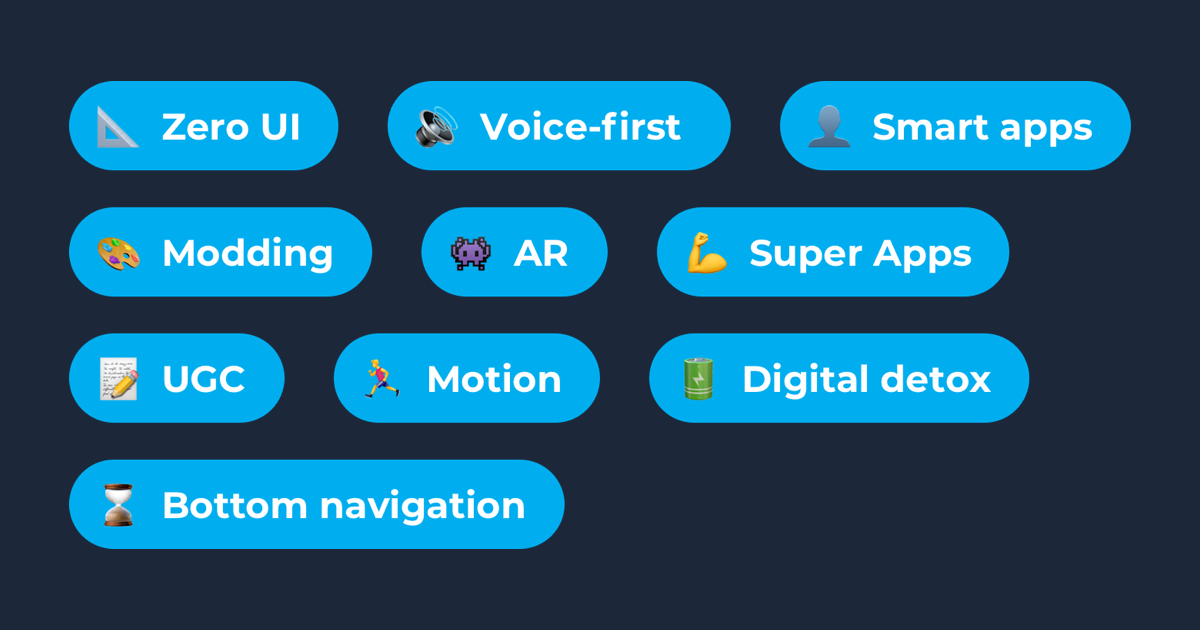 Zero UI
Voice-first
Smart apps
Modding
AR
Super Apps
UGC
Motion
Digital detox
Bottom navigation